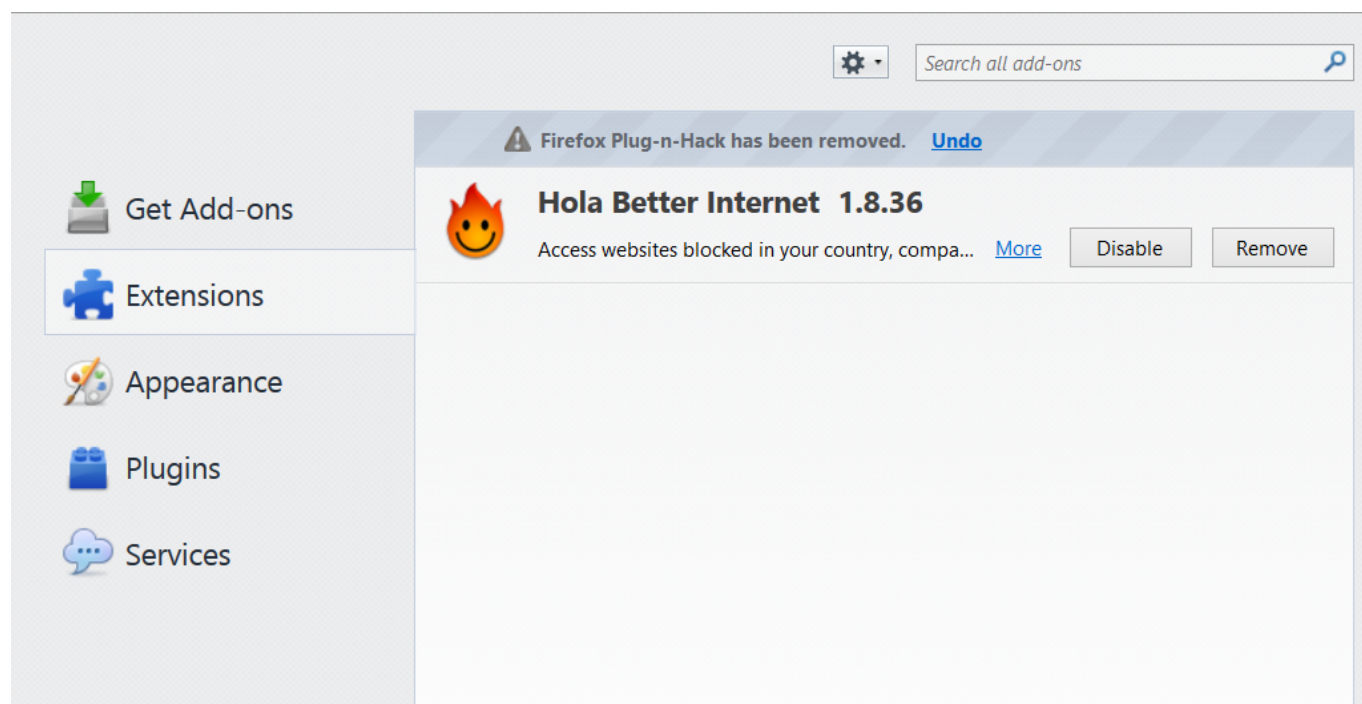 Search all add-ons
Firefox Plug-n-Hack has been removed. Undo
Get Add-ons
Extensions
Appearance
Plugins
Services
Hola Better Internet 1.8.36
Access websites blocked in your country, compa... More Disable Remove